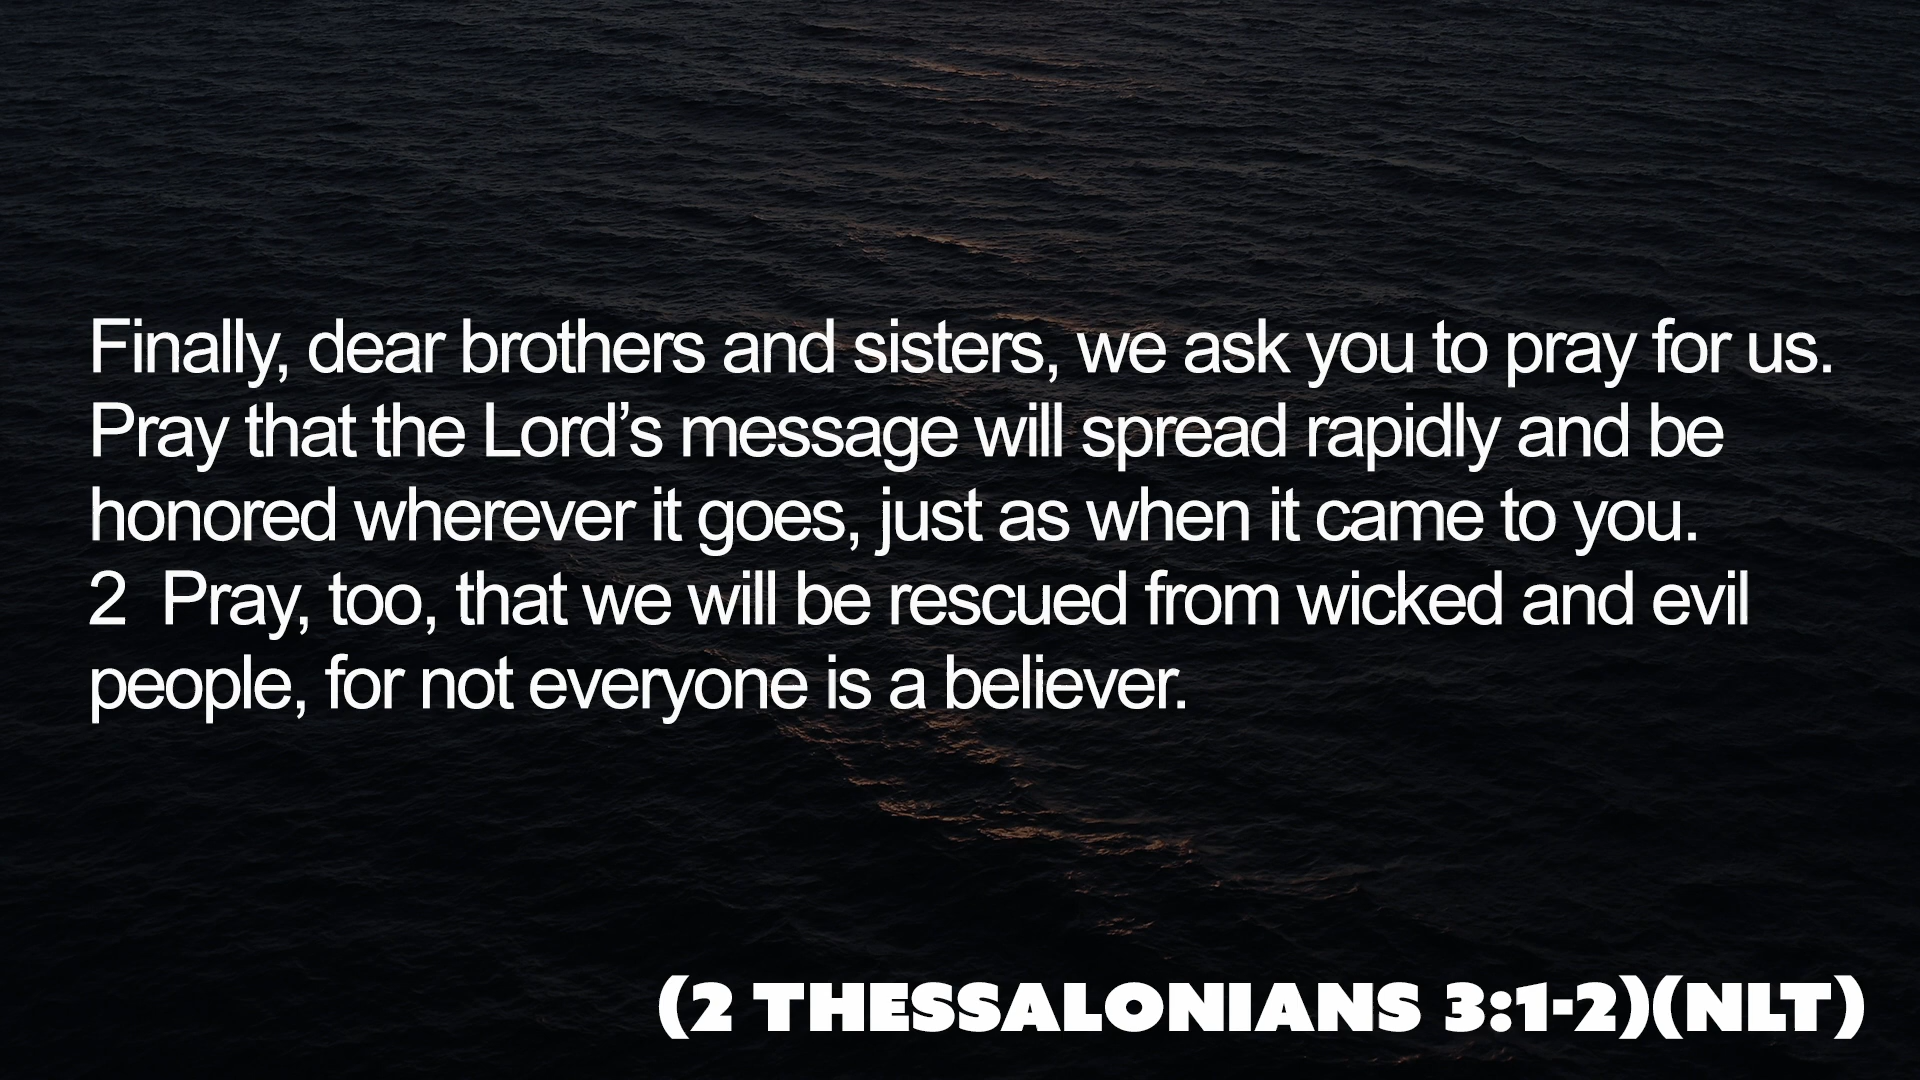 Finally, dear brothers and sisters, we ask you to pray for us.
Pray that the Lord’s message will spread rapidly and be
honored wherever it goes, just as when it came to you.
2  Pray, too, that we will be rescued from wicked and evil
people, for not everyone is a believer.
(2 THESSALONIANS 3:1-2)(NLT)